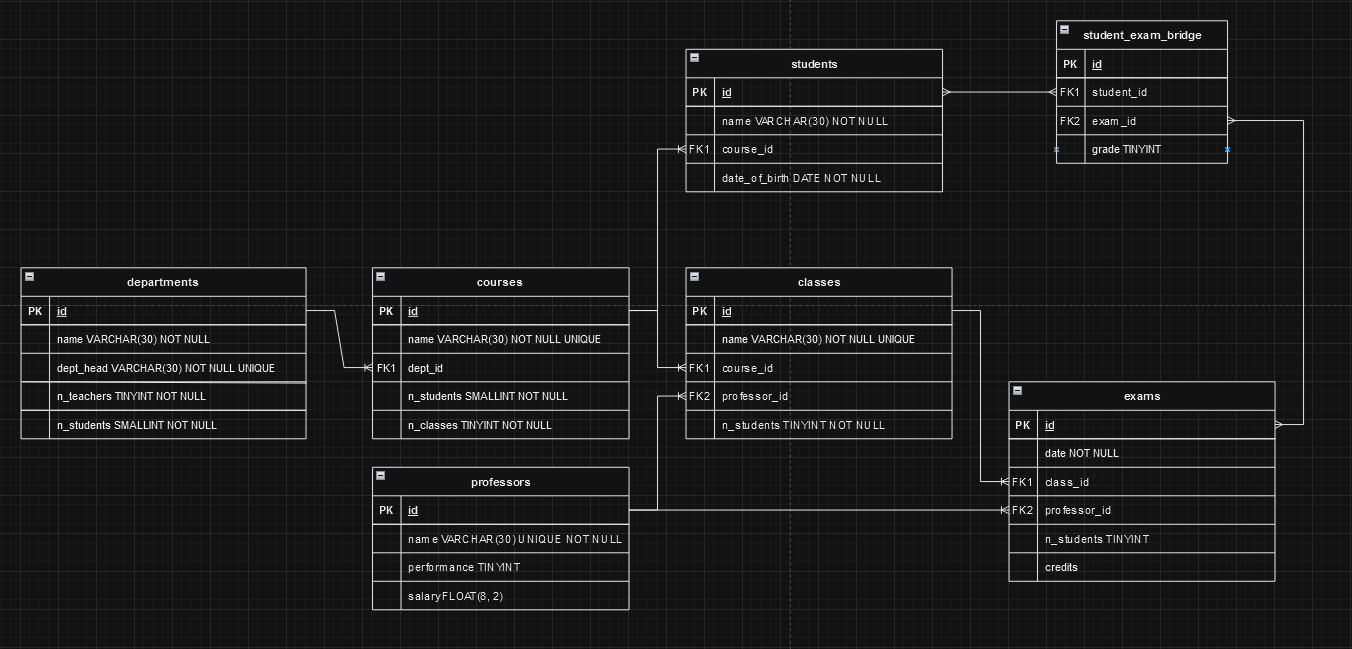 student_exam_bridge
PK id
FK1 student_id
FK2 exam_id
grade TINYINT
students
PK id
name VARCHAR(30) NOT NULL
FK1 course_id
date_of_birth DATE NOT NULL
departments
PK id
name VARCHAR(30) NOT NULL
dept_head VARCHAR(30) NOT NULL UNIQUE
n_teachers TINYINT NOT NULL
n_students SMALLINT NOT NULL
courses
PK id
name VARCHAR(30) NOT NULL UNIQUE
FK1 dept_id
n_students SMALLINT NOT NULL
n_classes TINYINT NOT NULL
classes
PK id
name VARCHAR(30) NOT NULL UNIQUE
FK1 course_id
FK2 professor_id
n_students TINYINT NOT NULL
exams
PK id
date NOT NULL
FK1 class_id
FK2 professor_id
n_students TINYINT
credits
professors
PK id
name VARCHAR(30) UNIQUE NOT NULL
performance TINYINT
salary FLOAT(8, 2)